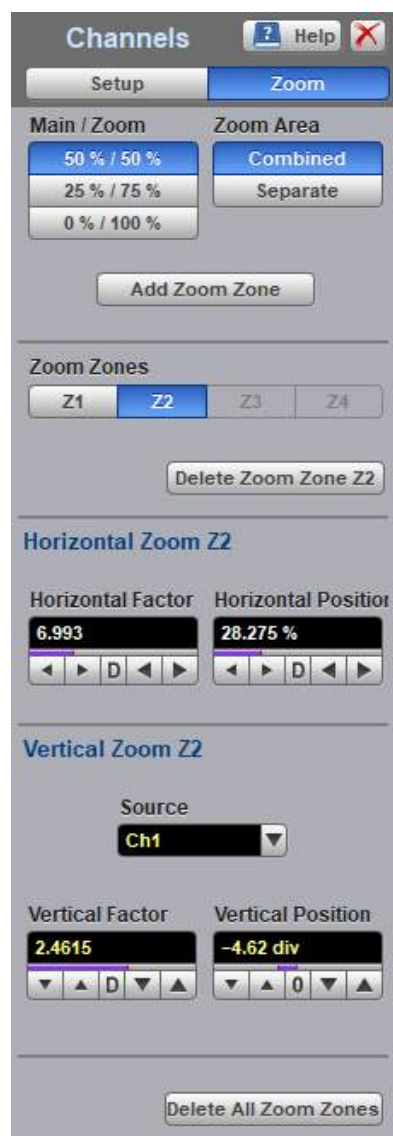 Channels
? Help
Setup Zoom
Main / Zoom Zoom Area
50 % / 50 % Combined
25 % / 75 % Separate
0 % / 100 %
Add Zoom Zone
Zoom Zones
Z1 Z2 Z3 Z4
Delete Zoom Zone Z2
Horizontal Zoom Z2
Horizontal Factor Horizontal Position
6.993 28.275 %
D D
Vertical Zoom Z2
Source
Ch1
Vertical Factor Vertical Position
2.4615 −4.62 div
D 0
Delete All Zoom Zones